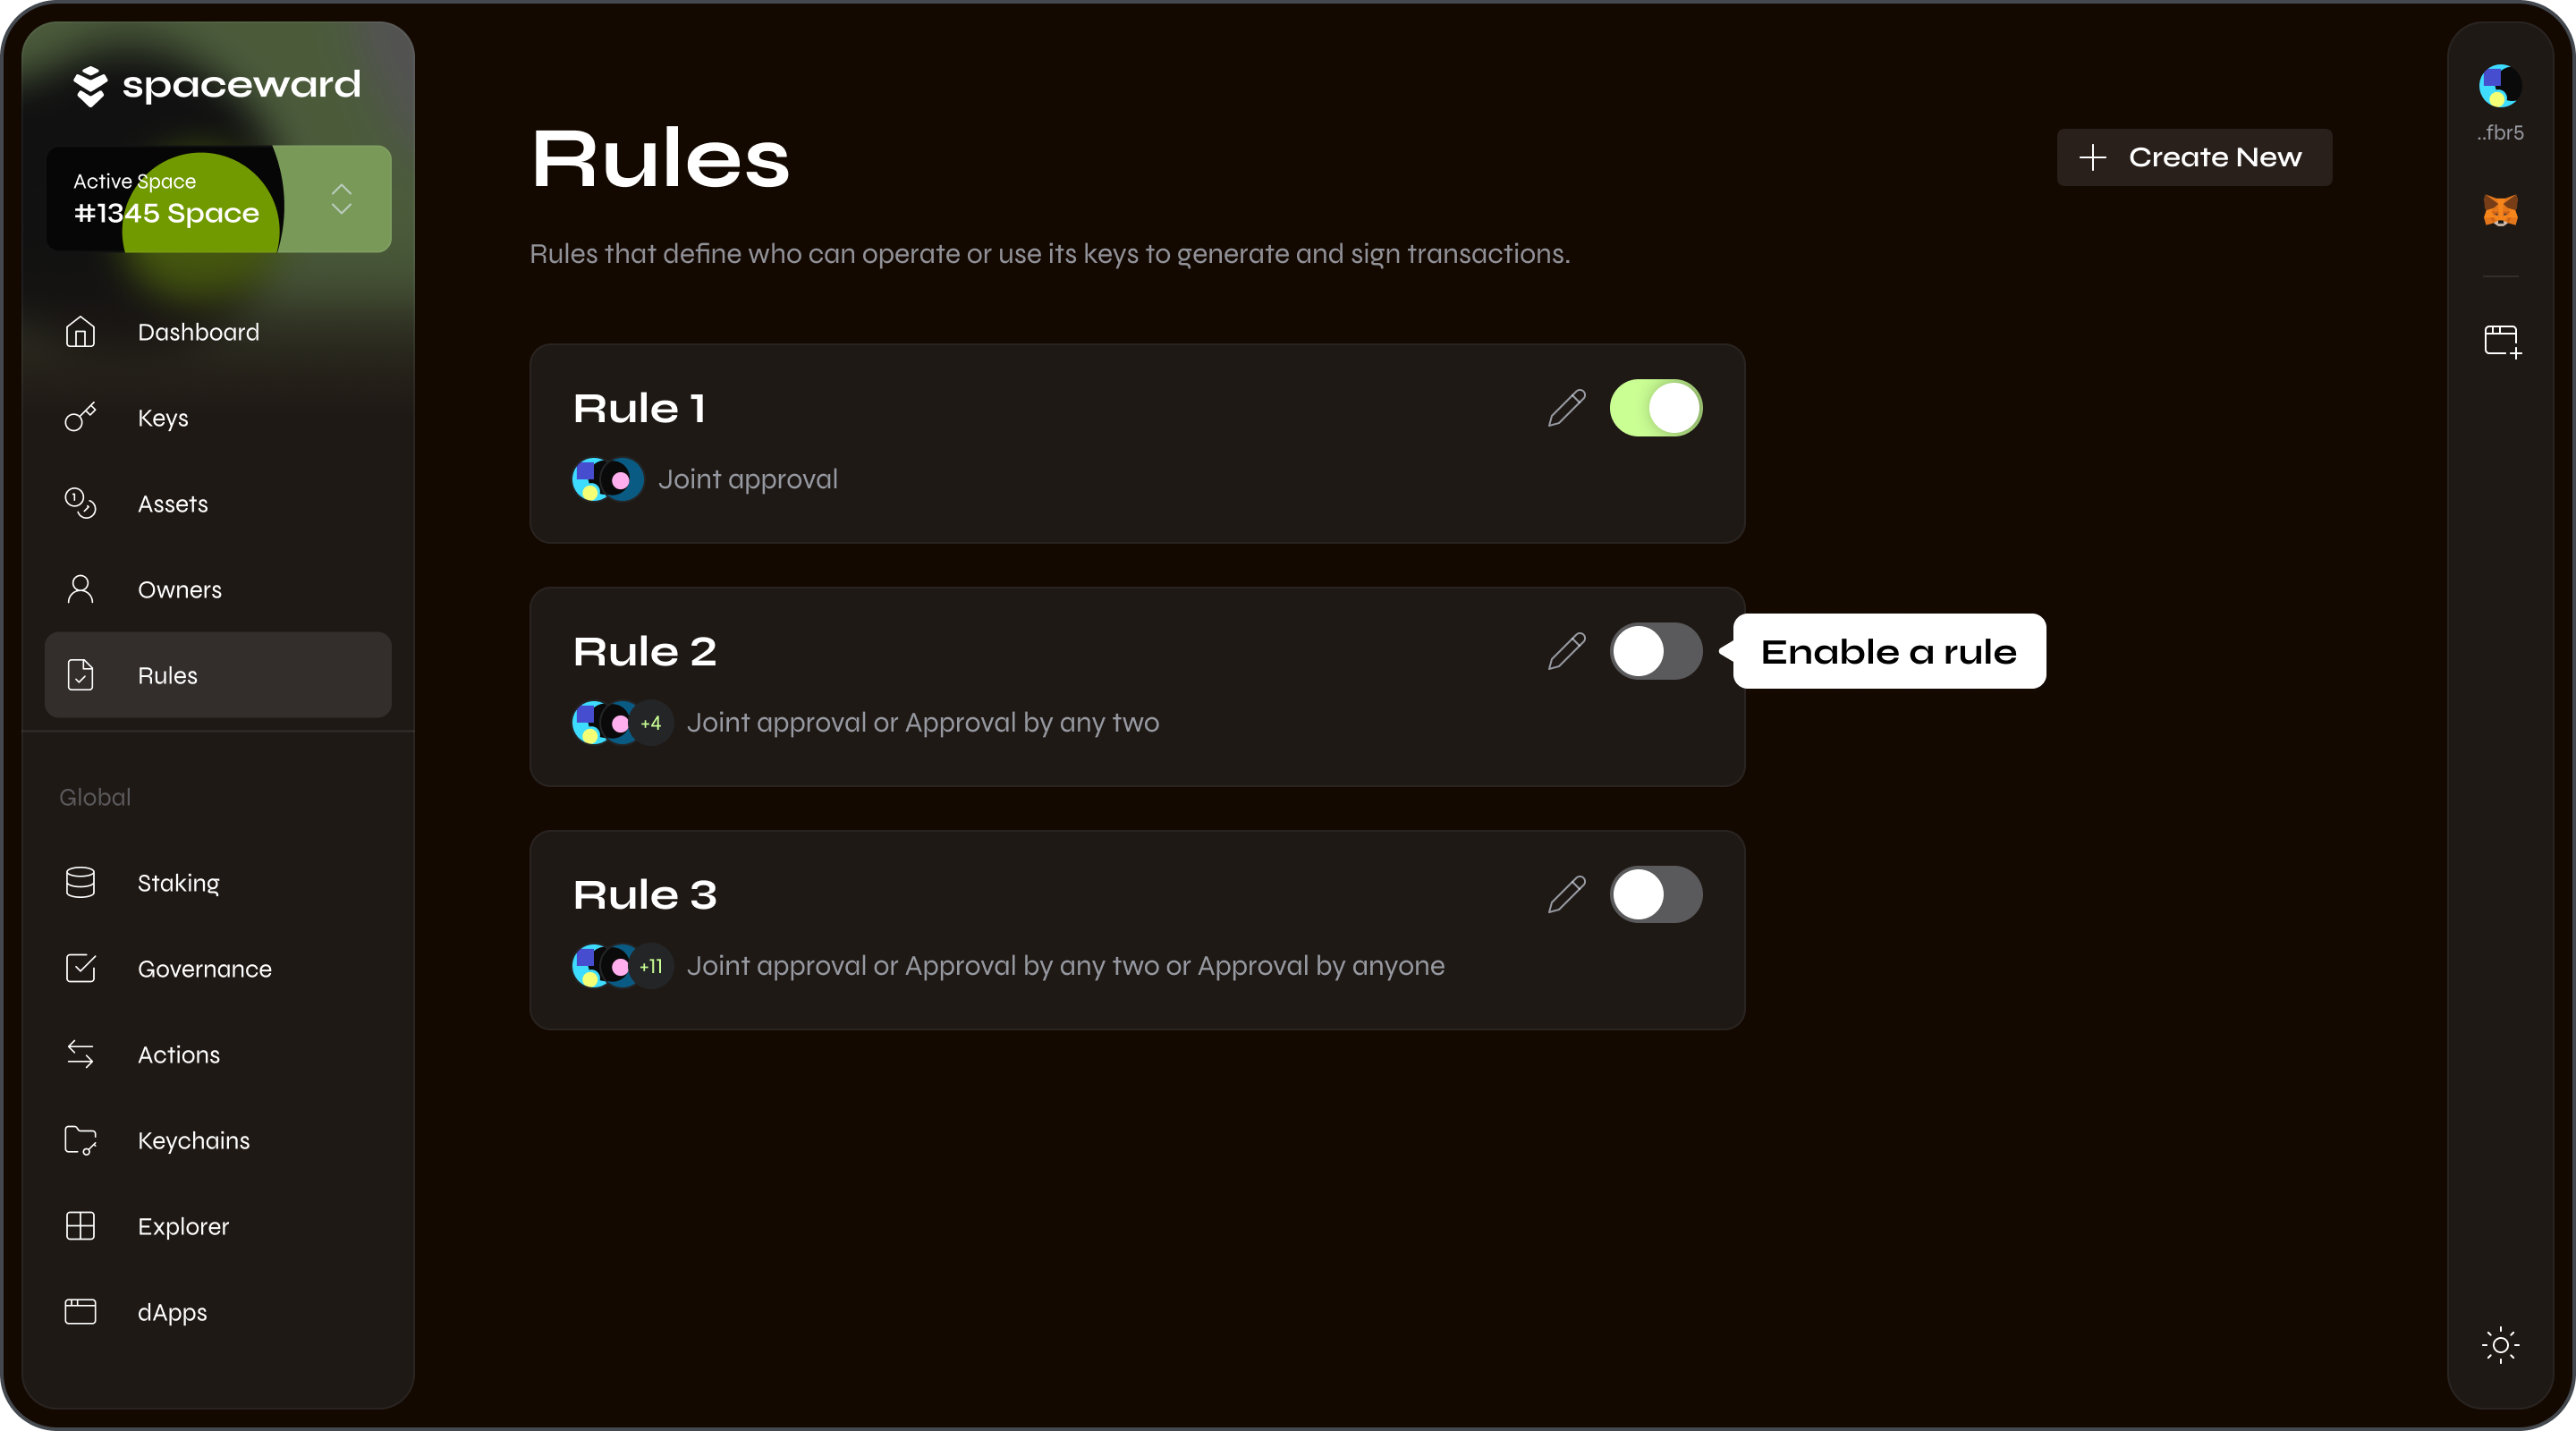 spaceward
Active Space
#1345 Space
Dashboard
Keys
Assets
Owners
Rules
Global
Staking
Governance
Actions
Keychains
Explorer
dApps
Rules
Create New
Rules that define who can operate or use its keys to generate and sign transactions.
Rule 1
Joint approval
Rule 2
Enable a rule
+4 Joint approval or Approval by any two
Rule 3
+11 Joint approval or Approval by any two or Approval by anyone
..fbr5